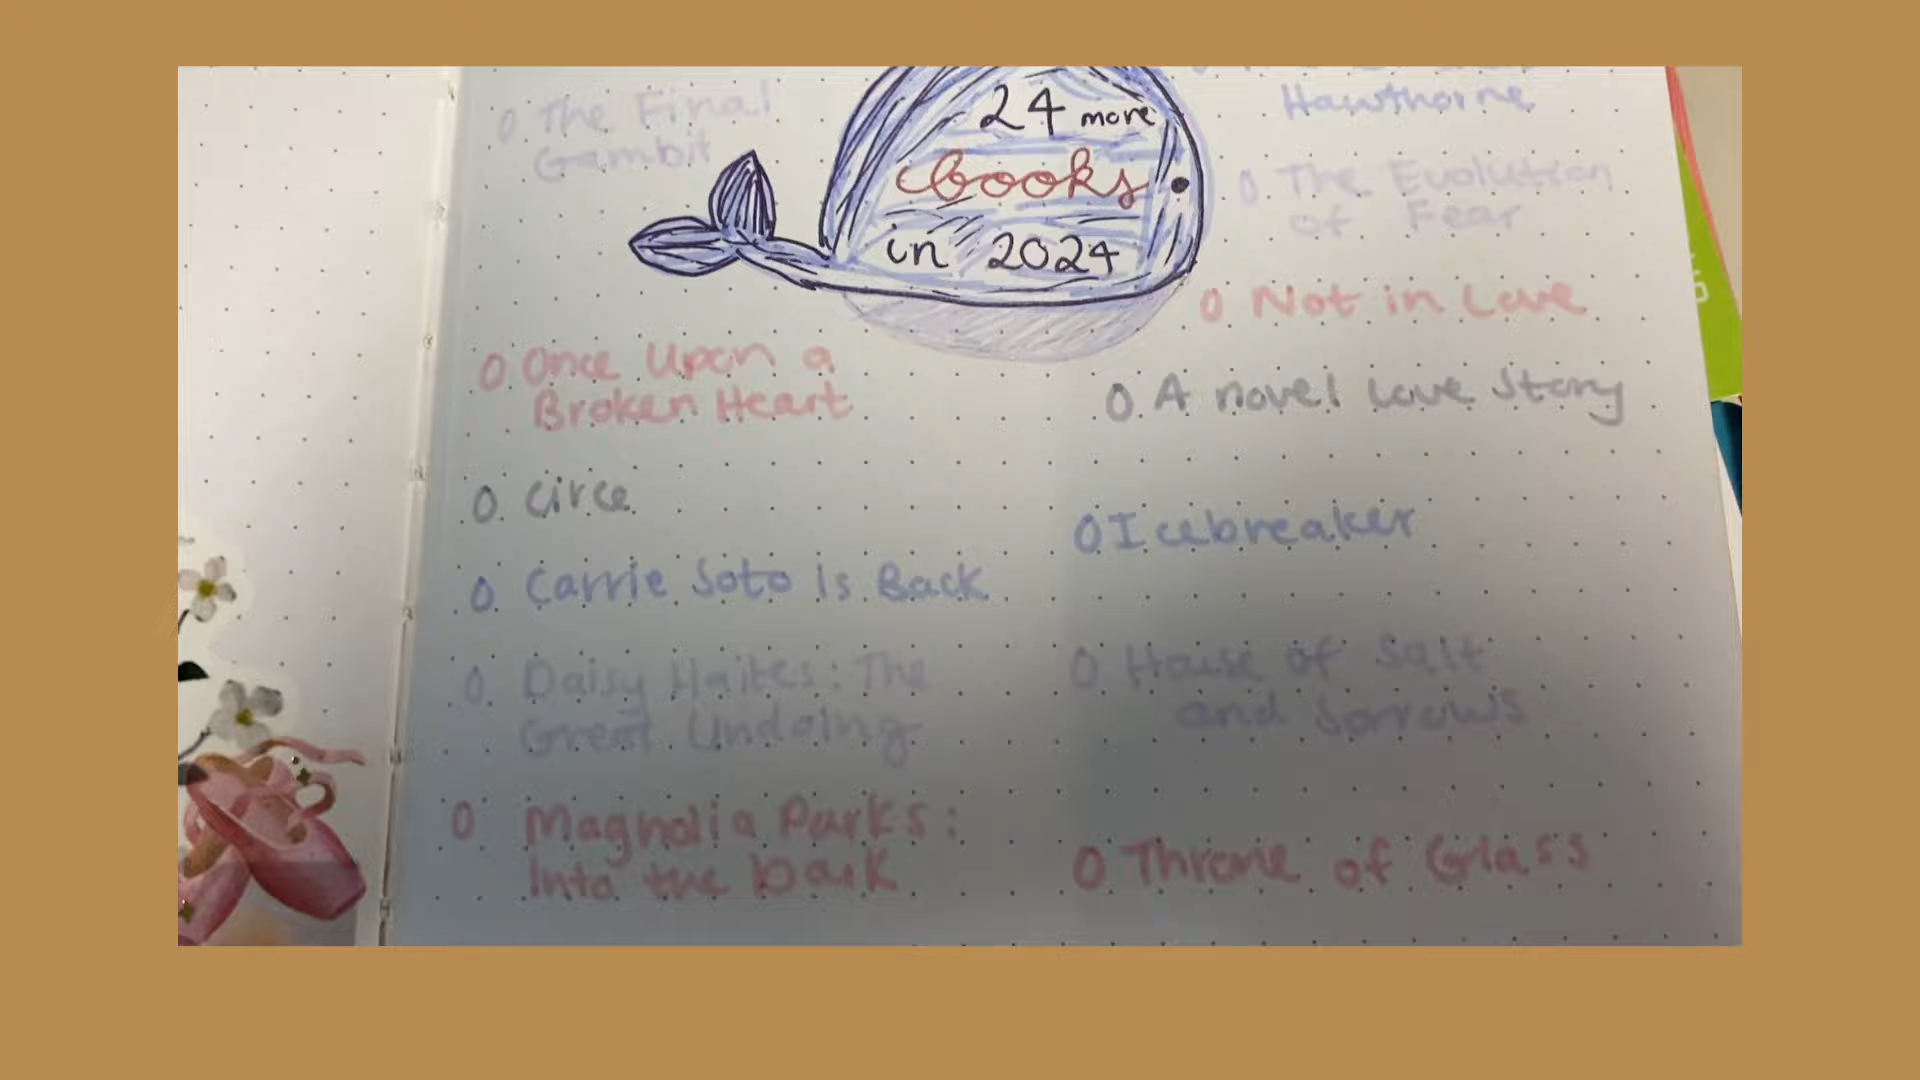 The Final
Gambit
24 more
books
in 2024
Hawthorne
The Evolution
of Fear
Not in Love
Once Upon a
Broken Heart
A novel Love Story
Circe
Icebreaker
Carrie Soto Is Back
Daisy Haites: The
Great Undoing
House of Salt
and Sorrows
Magnolia Parks:
Into the Dark
Throne of Glass